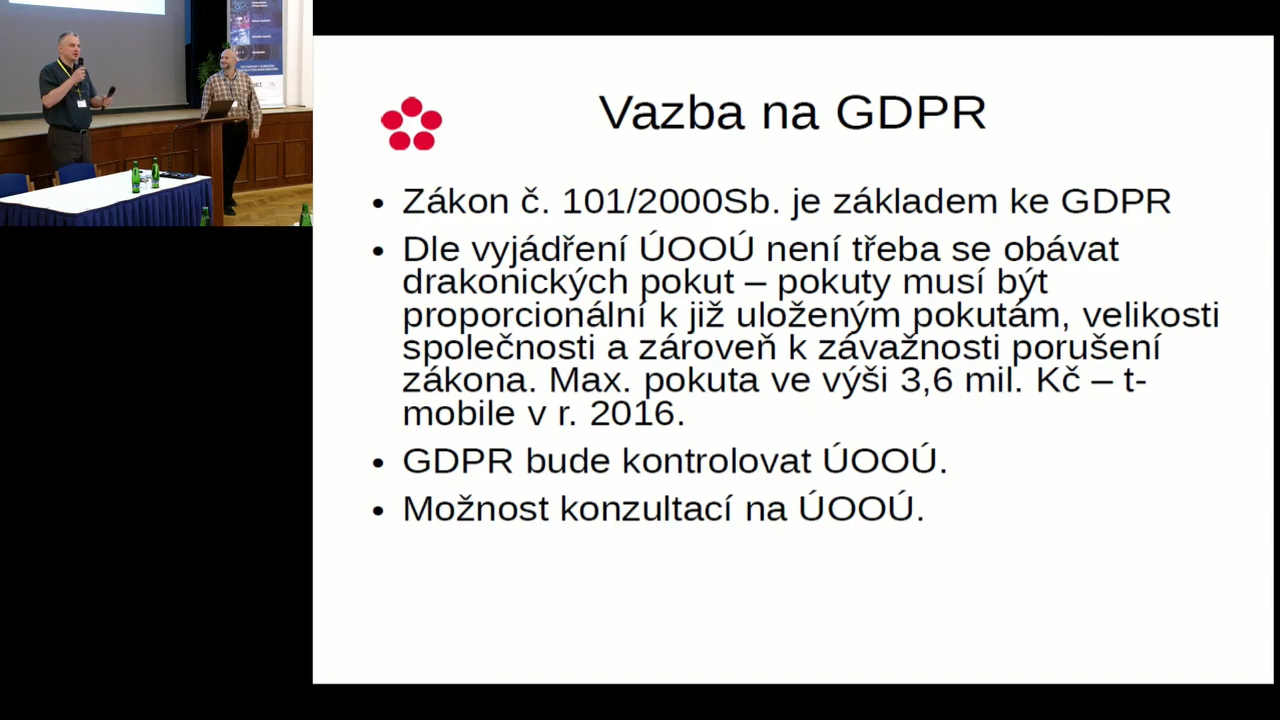 Vazba na GDPR
• Zákon č. 101/2000Sb. je základem ke GDPR
• Dle vyjádření ÚOOÚ není třeba se obávat
drakonických pokut – pokuty musí být
proporcionální k již uloženým pokutám, velikosti
společnosti a zároveň k závažnosti porušení
zákona. Max. pokuta ve výši 3,6 mil. Kč – t-
mobile v r. 2016.
• GDPR bude kontrolovat ÚOOÚ.
• Možnost konzultací na ÚOOÚ.